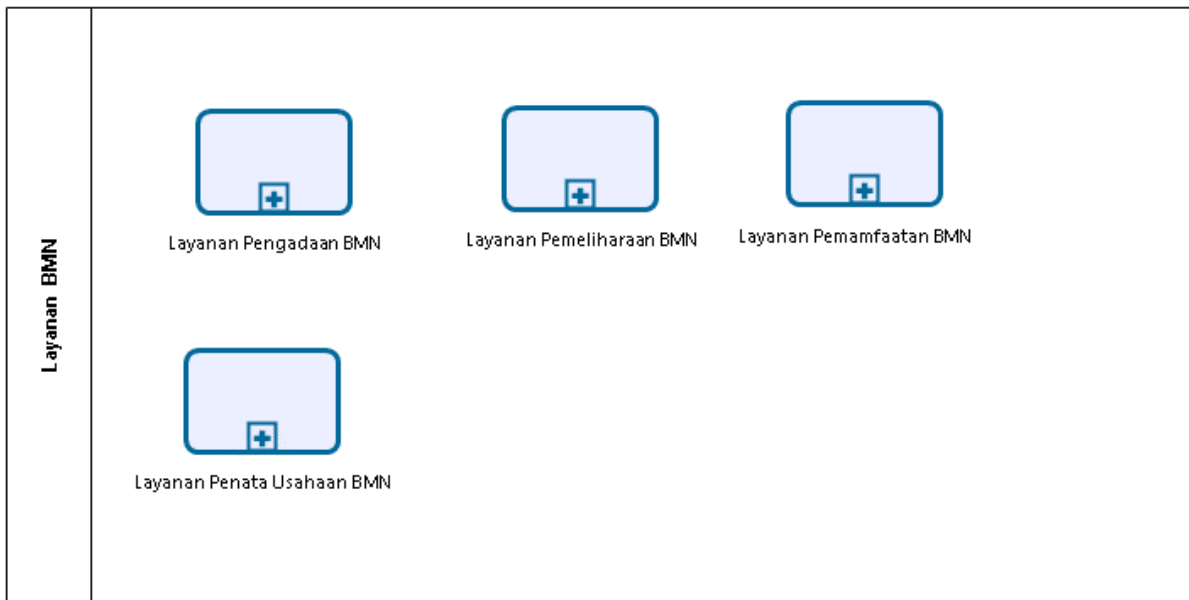 Layanan BMN
Layanan Pengadaan BMN
Layanan Pemeliharaan BMN
Layanan Pemamfaatan BMN
Layanan Penata Usahaan BMN